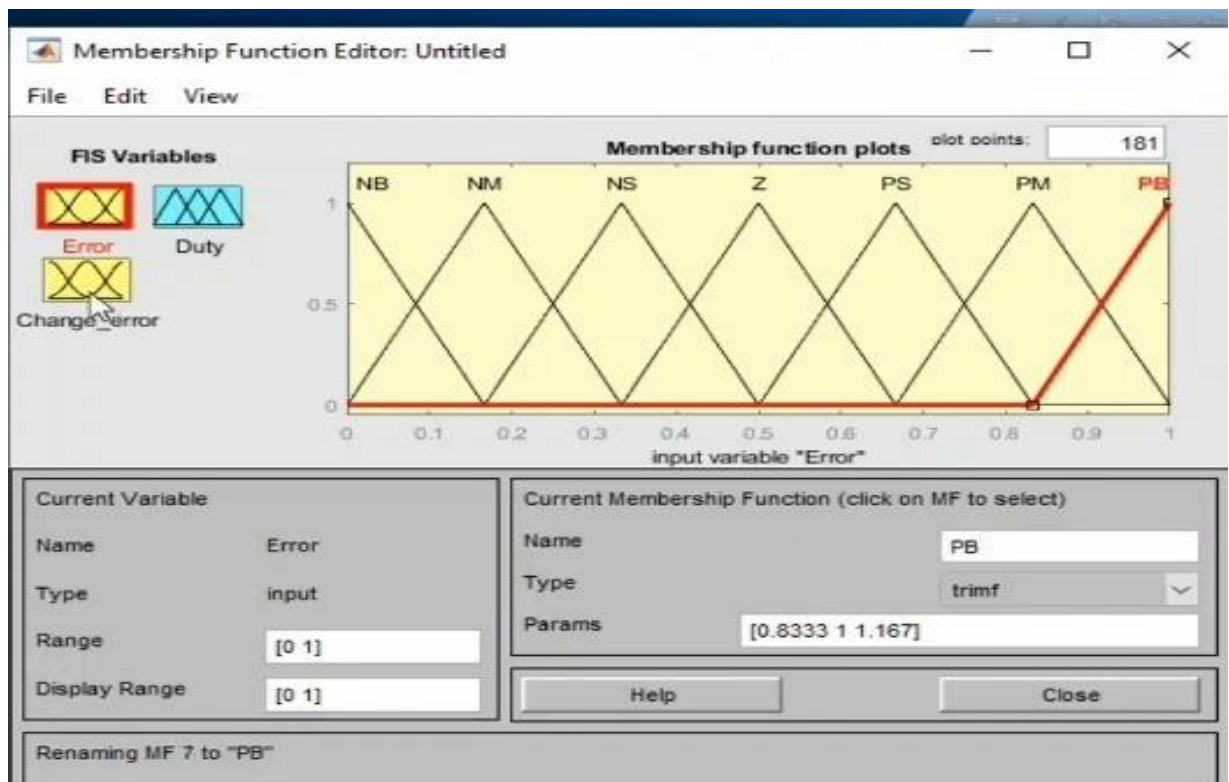 Membership Function Editor: Untitled
File Edit View
FIS Variables
Membership function plots
plot points:
181
Error
Duty
Change_error
NB NM NS Z PS PM PB
1
0.5
0
0 0.1 0.2 0.3 0.4 0.5 0.6 0.7 0.8 0.9 1
input variable "Error"
Current Variable
Name Error
Type input
Range [0 1]
Display Range [0 1]
Current Membership Function (click on MF to select)
Name PB
Type trimf
Params [0.8333 1 1.167]
Help Close
Renaming MF 7 to "PB"